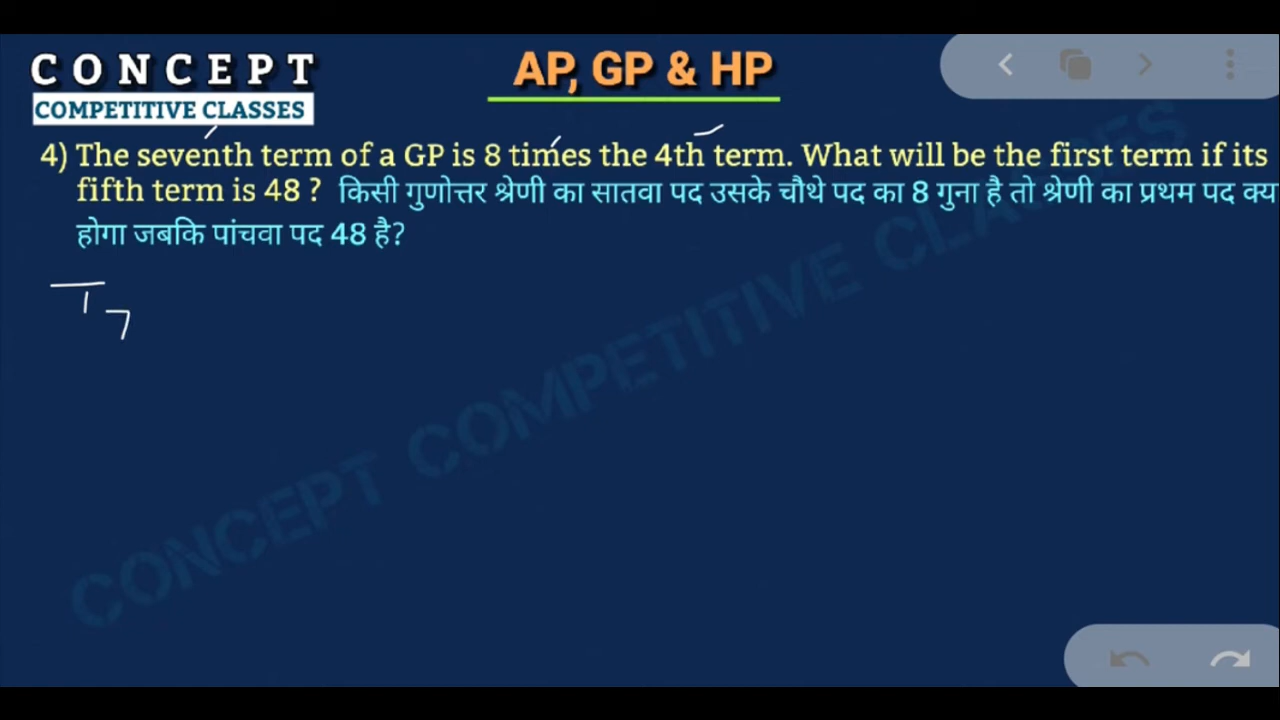 CONCEPT
COMPETITIVE CLASSES
AP, GP & HP
4) The seventh term of a GP is 8 times the 4th term. What will be the first term if its
fifth term is 48 ? किसी गुणोत्तर श्रेणी का सातवा पद उसके चौथे पद का 8 गुना है तो श्रेणी का प्रथम पद क्य
होगा जबकि पांचवा पद 48 है?
T7
CONCEPT COMPETITIVE CLASSES